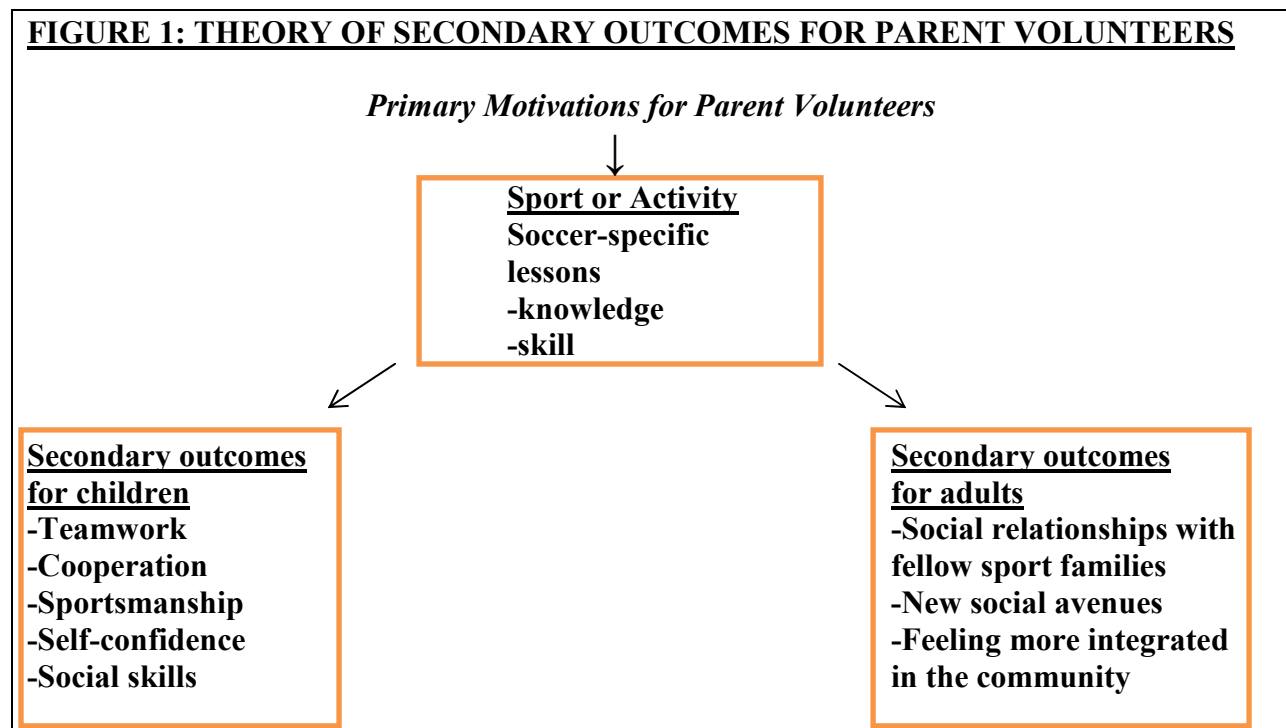 FIGURE 1: THEORY OF SECONDARY OUTCOMES FOR PARENT VOLUNTEERS
Primary Motivations for Parent Volunteers
Sport or Activity
Soccer-specific
lessons
-knowledge
-skill
Secondary outcomes
for children
-Teamwork
-Cooperation
-Sportsmanship
-Self-confidence
-Social skills
Secondary outcomes
for adults
-Social relationships with
fellow sport families
-New social avenues
-Feeling more integrated
in the community